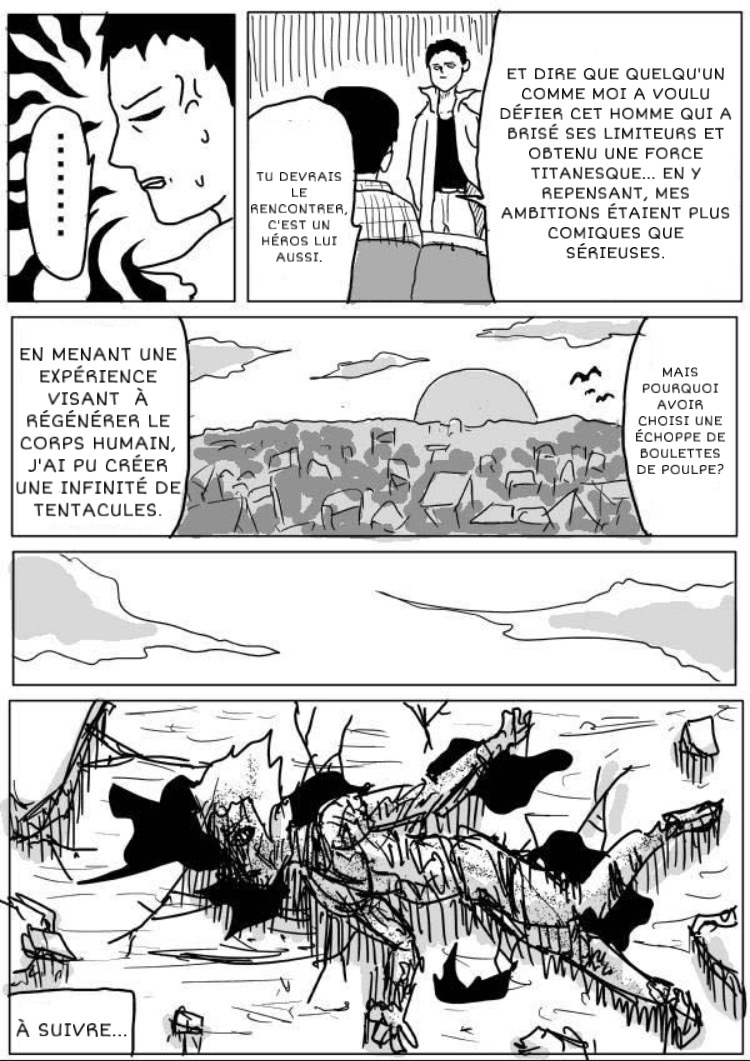 ET DIRE QUE QUELQU'UN
COMME MOI A VOULU
DÉFIER CET HOMME QUI A
BRISÉ SES LIMITEURS ET
OBTENU UNE FORCE
TITANESQUE... EN Y
REPENSANT, MES
AMBITIONS ÉTAIENT PLUS
COMIQUES QUE
SÉRIEUSES.
TU DEVRAIS
LE
RENCONTRER,
C'EST UN
HÉROS LUI
AUSSI.
........
MAIS
POURQUOI
AVOIR
CHOISI UNE
ÉCHOPPE DE
BOULETTES
DE POULPE?
EN MENANT UNE
EXPÉRIENCE
VISANT À
RÉGÉNÉRER LE
CORPS HUMAIN,
J'AI PU CRÉER
UNE INFINITÉ DE
TENTACULES.
À SUIVRE...